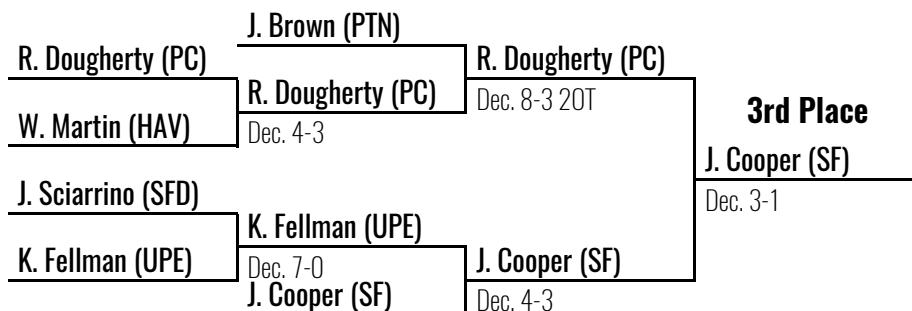 J. Brown (PTN)
R. Dougherty (PC)
R. Dougherty (PC)
R. Dougherty (PC)
Dec. 8-3 2OT
3rd Place
W. Martin (HAV)
Dec. 4-3
J. Cooper (SF)
Dec. 3-1
J. Sciarrino (SFD)
K. Fellman (UPE)
K. Fellman (UPE)
Dec. 7-0
J. Cooper (SF)
J. Cooper (SF)
Dec. 4-3